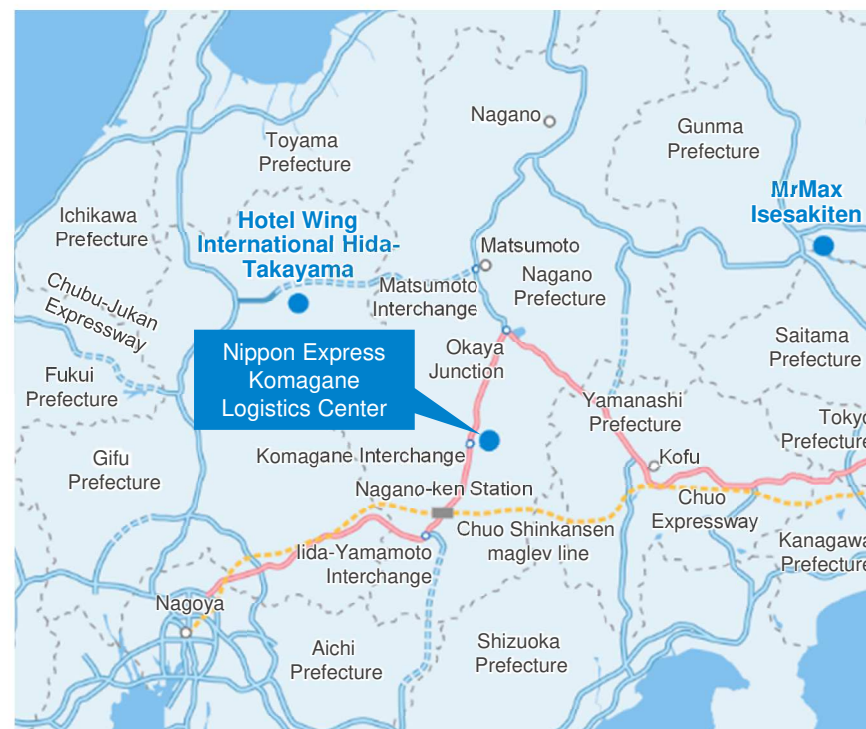 Nagano
Gunma
Prefecture
Toyama
Prefecture
MrMax
Isesakiten
Ichikawa
Prefecture
Hotel Wing
International Hida-
Takayama
Matsumoto
Nagano
Prefecture
Matsumoto
Interchange
Chubu-Jukan
Expressway
Saitama
Prefecture
Okaya
Junction
Nippon Express
Komagane
Logistics Center
Fukui
Prefecture
Yamanashi
Prefecture
Tokyo
Prefecture
Gifu
Prefecture
Komagane Interchange
Kofu
Nagano-ken Station
Chuo
Expressway
Chuo Shinkansen
maglev line
Iida-Yamamoto
Interchange
Kanagawa
Prefecture
Nagoya
Aichi
Prefecture
Shizuoka
Prefecture